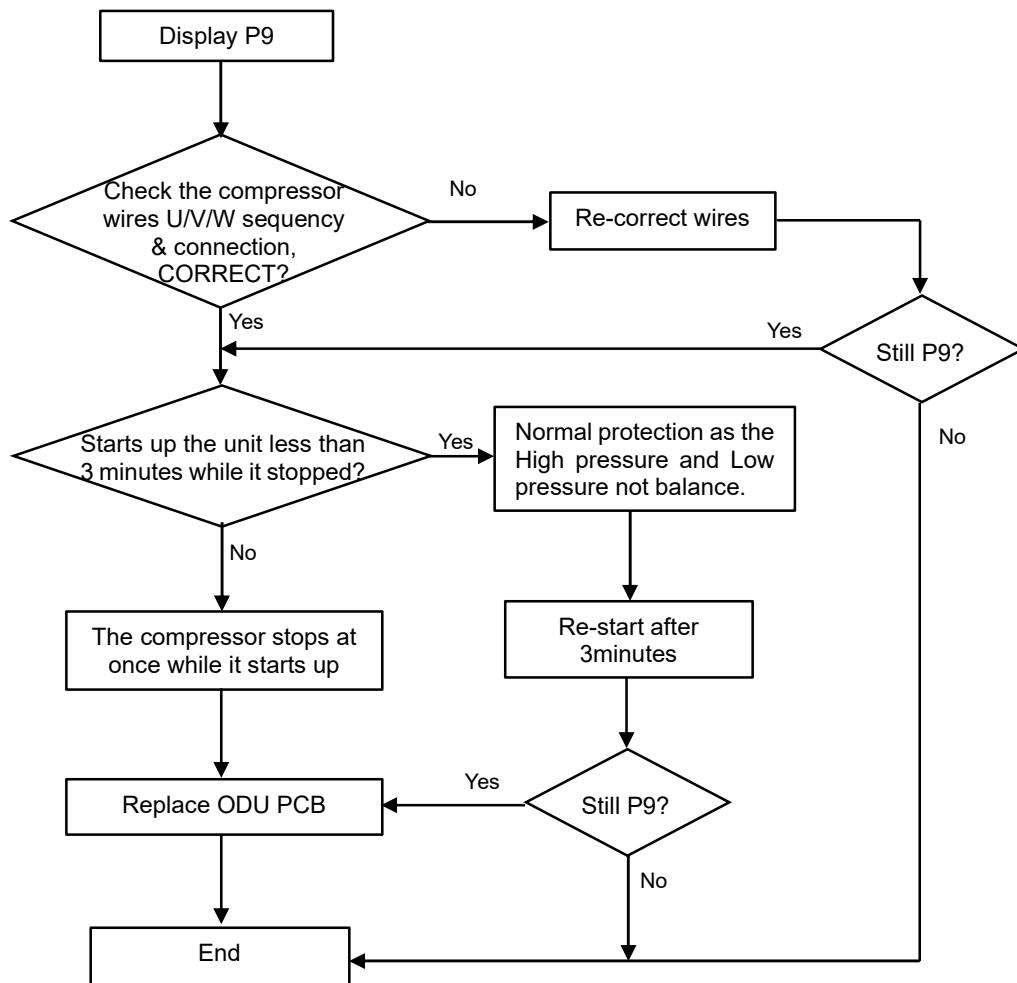 Display P9
Check the compressor
wires U/V/W sequency
& connection,
CORRECT?
No
Re-correct wires
Yes
Yes
Still P9?
No
Starts up the unit less than
3 minutes while it stopped?
Yes
Normal protection as the
High pressure and Low
pressure not balance.
No
The compressor stops at
once while it starts up
Re-start after
3minutes
Replace ODU PCB
Yes
Still P9?
No
End